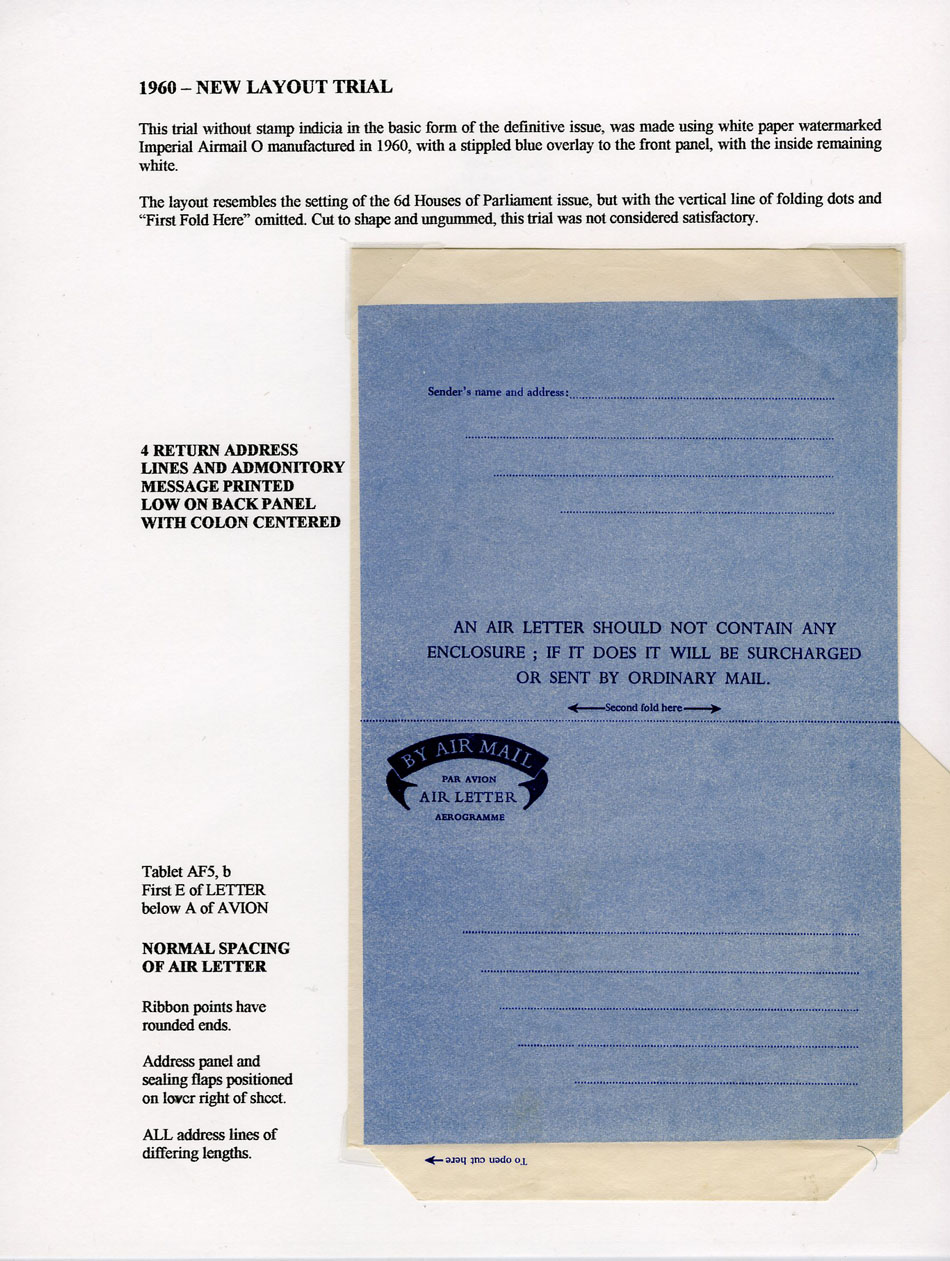 1960 – NEW LAYOUT TRIAL
This trial without stamp indicia in the basic form of the definitive issue, was made using white paper watermarked
Imperial Airmail O manufactured in 1960, with a stippled blue overlay to the front panel, with the inside remaining
white.
The layout resembles the setting of the 6d Houses of Parliament issue, but with the vertical line of folding dots and
“First Fold Here” omitted. Cut to shape and ungummed, this trial was not considered satisfactory.
Sender's name and address:
4 RETURN ADDRESS
LINES AND ADMONITORY
MESSAGE PRINTED
LOW ON BACK PANEL
WITH COLON CENTERED
AN AIR LETTER SHOULD NOT CONTAIN ANY
ENCLOSURE ; IF IT DOES IT WILL BE SURCHARGED
OR SENT BY ORDINARY MAIL.
Second fold here
BY AIR MAIL
PAR AVION
AIR LETTER
AEROGRAMME
Tablet AF5, b
First E of LETTER
below A of AVION
NORMAL SPACING
OF AIR LETTER
Ribbon points have
rounded ends.
Address panel and
sealing flaps positioned
on lower right of sheet.
ALL address lines of
differing lengths.
To open cut here